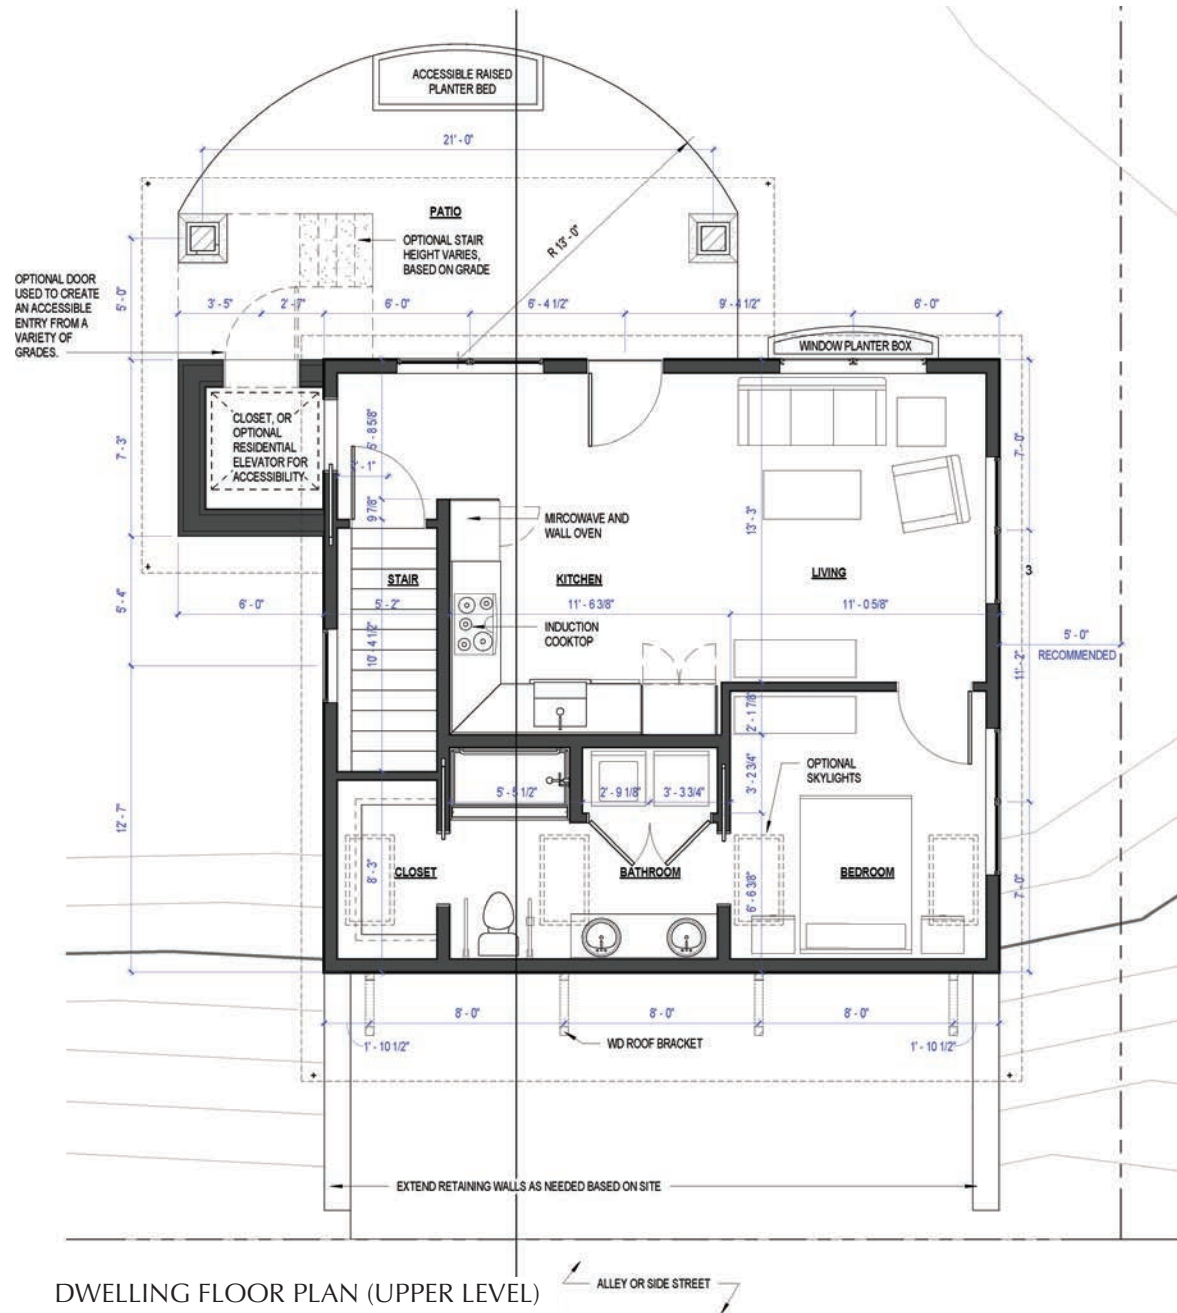 ACCESSIBLE RAISED
PLANTER BED
21' - 0"
PATIO
R 13' - 0"
OPTIONAL STAIR
HEIGHT VARIES,
BASED ON GRADE
OPTIONAL DOOR
USED TO CREATE
AN ACCESSIBLE
ENTRY FROM A
VARIETY OF
GRADES.
5' - 0"
3' - 5"
2' - 7"
6' - 0"
6' - 4 1/2"
9' - 4 1/2"
6' - 0"
WINDOW PLANTER BOX
CLOSET, OR
OPTIONAL
RESIDENTIAL
ELEVATOR FOR
ACCESSIBILITY
7' - 3"
5' - 8 5/8"
2' - 1"
9 7/8"
7' - 0"
MIRCOWAVE AND
WALL OVEN
13' - 3"
STAIR
KITCHEN
LIVING
3
5' - 4"
6' - 0"
5' - 2"
11' - 6 3/8"
11' - 0 5/8"
INDUCTION
COOKTOP
10' - 4 1/2"
5' - 0"
RECOMMENDED
11' - 2"
2' - 1 7/8"
OPTIONAL
SKYLIGHTS
3' - 2 3/4"
5' - 5 1/2"
2' - 9 1/8"
3' - 3 3/4"
12' - 7"
8' - 3"
CLOSET
BATHROOM
BEDROOM
6' - 6 3/8"
7' - 0"
8' - 0"
8' - 0"
8' - 0"
1' - 10 1/2"
WD ROOF BRACKET
1' - 10 1/2"
EXTEND RETAINING WALLS AS NEEDED BASED ON SITE
DWELLING FLOOR PLAN (UPPER LEVEL)
ALLEY OR SIDE STREET